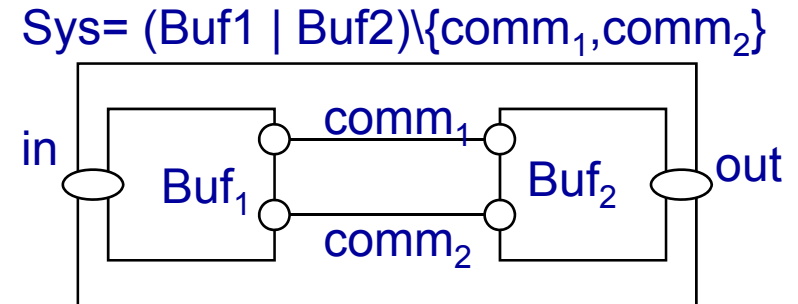 Sys= (Buf1 | Buf2)\{comm₁,comm₂}
comm₁
in
Buf₁
Buf₂
out
comm₂